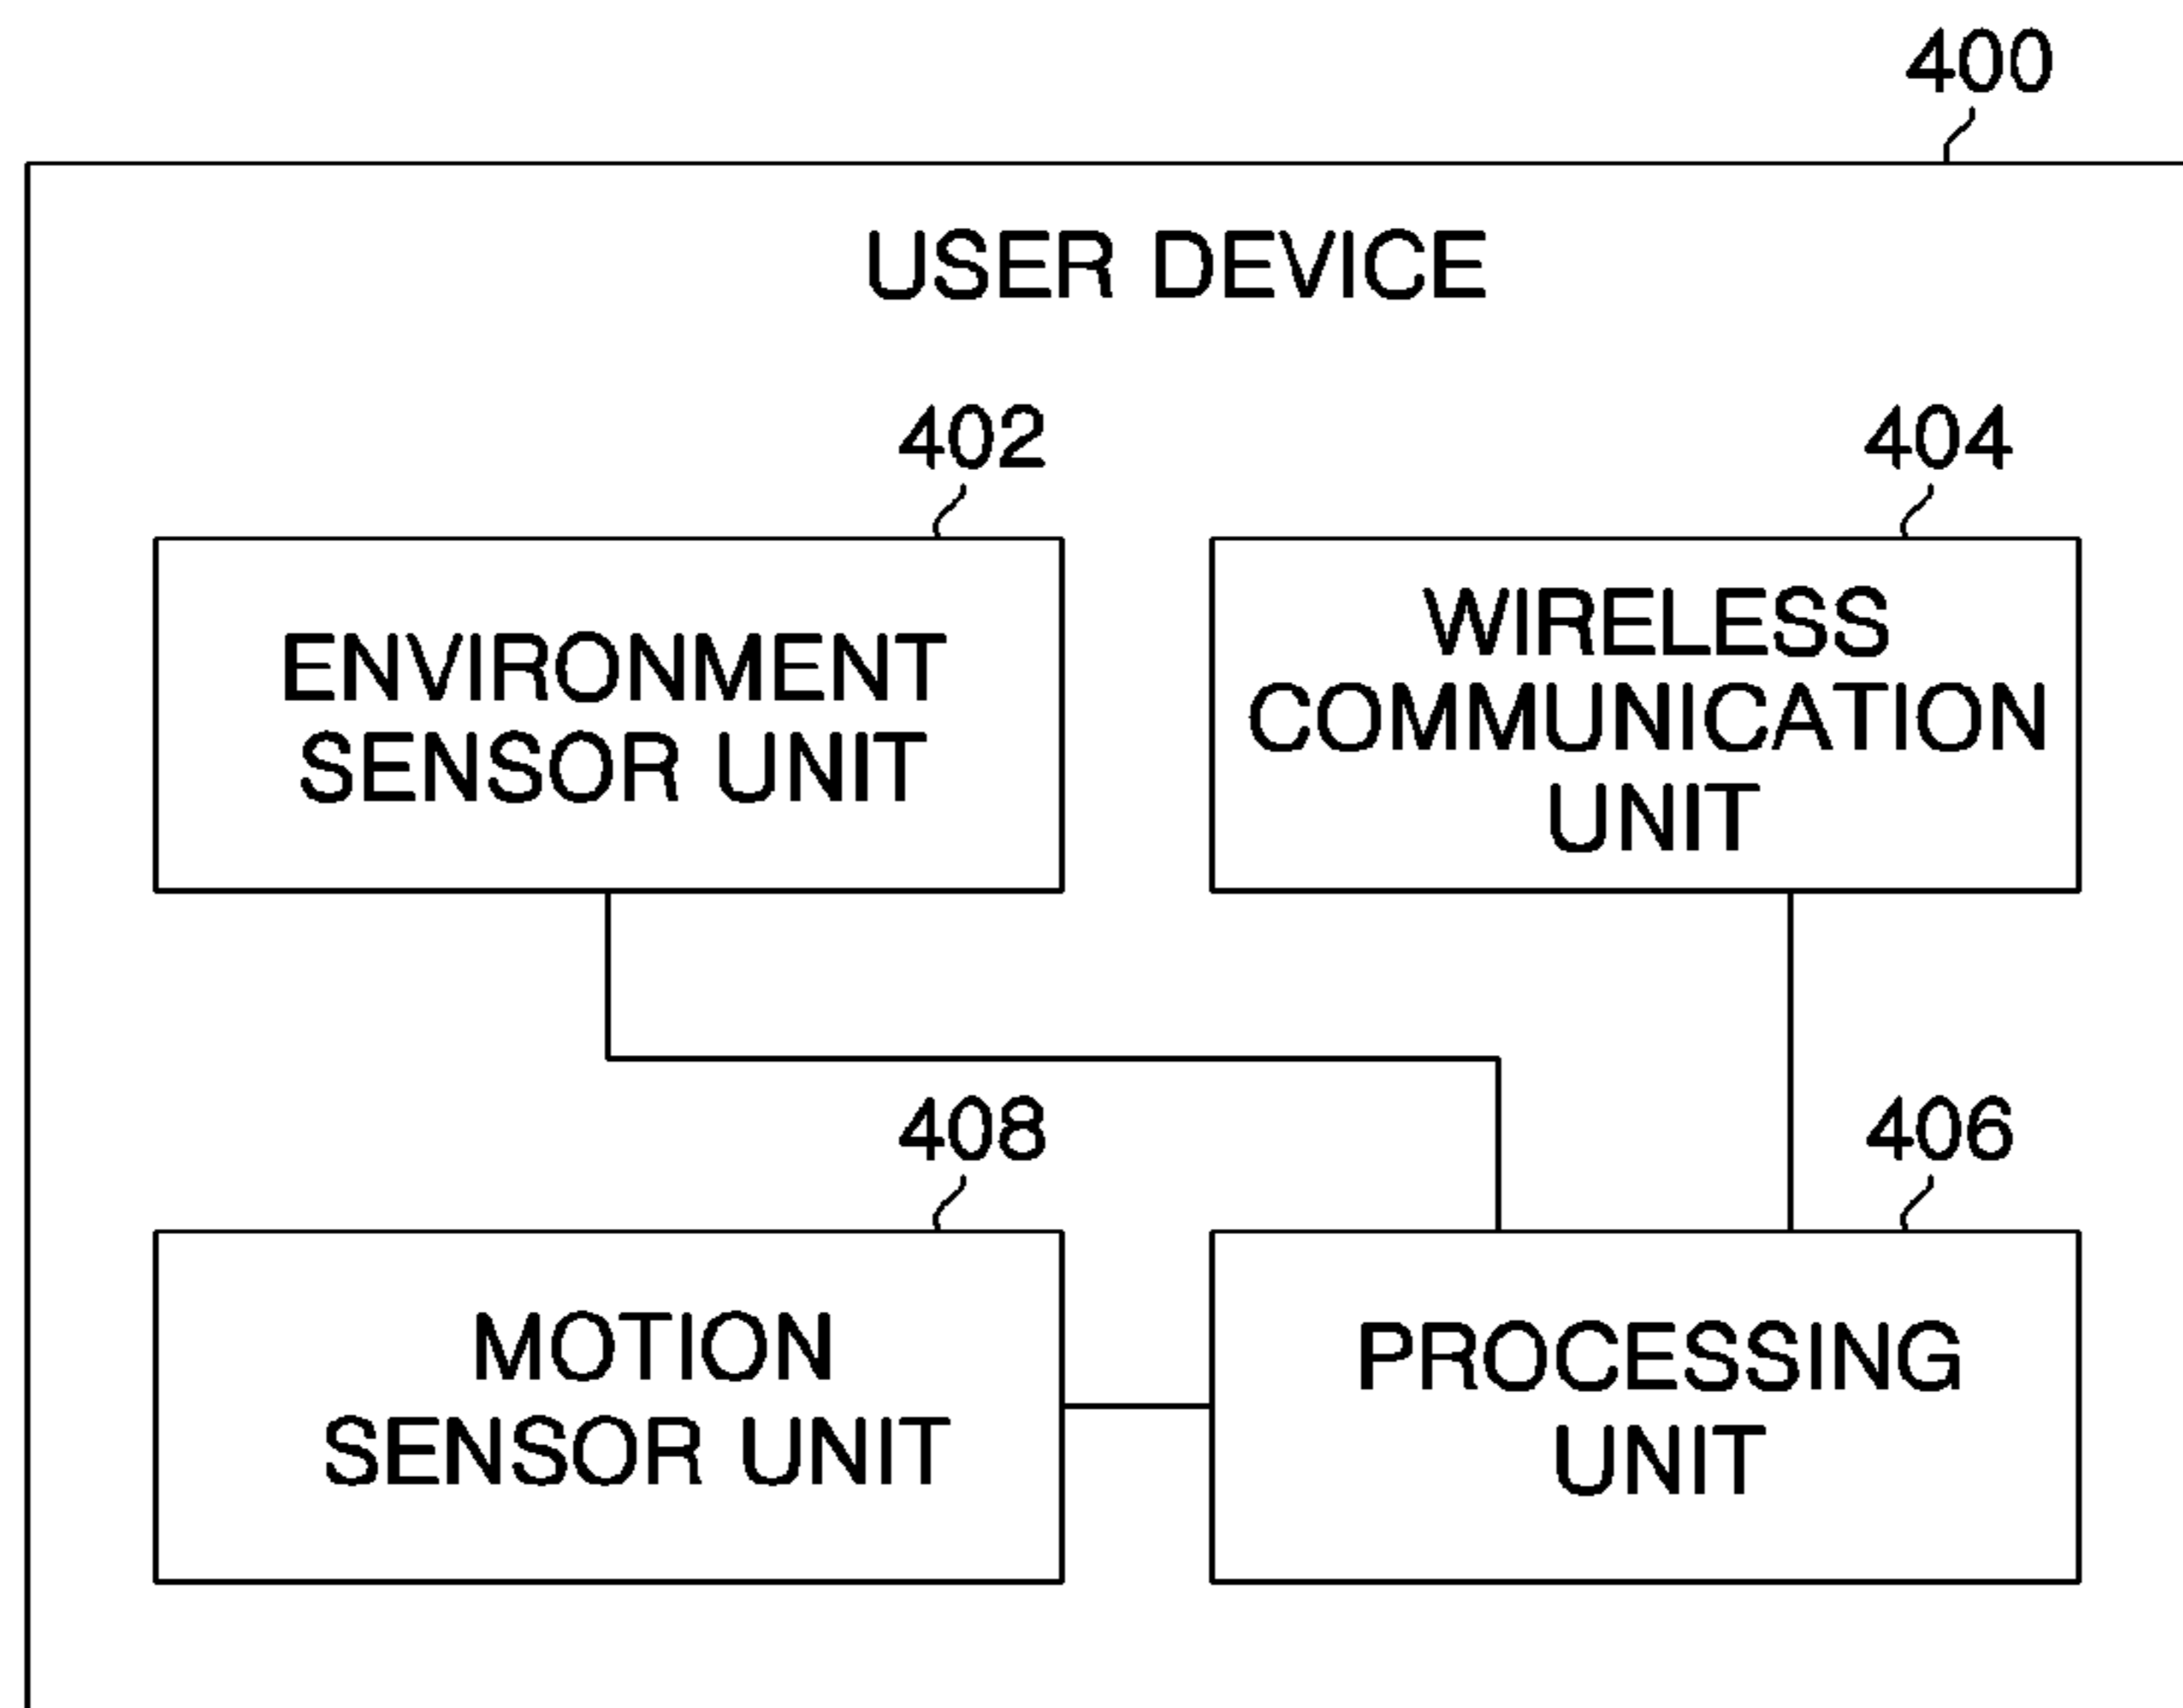 400
USER DEVICE
402
ENVIRONMENT
SENSOR UNIT
404
WIRELESS
COMMUNICATION
UNIT
408
MOTION
SENSOR UNIT
406
PROCESSING
UNIT